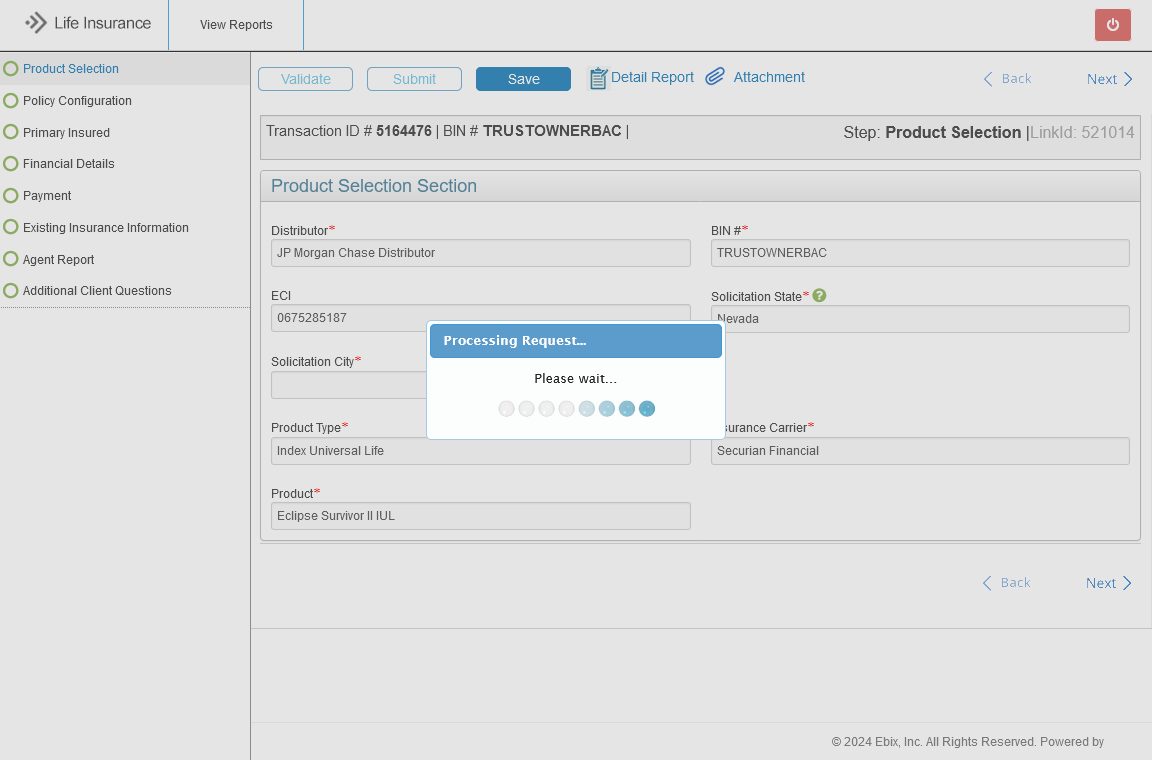 Life Insurance
View Reports
Product Selection
Policy Configuration
Primary Insured
Financial Details
Payment
Existing Insurance Information
Agent Report
Additional Client Questions
Validate
Submit
Save
Detail Report
Attachment
Back
Next
Transaction ID # 5164476 | BIN # TRUSTOWNERBAC |
Step: Product Selection |LinkId: 521014
Product Selection Section
Distributor*
JP Morgan Chase Distributor
BIN #*
TRUSTOWNERBAC
ECI
0675285187
Solicitation State* ?
Nevada
Solicitation City*
Processing Request...
Please wait...
Product Type*
Index Universal Life
surance Carrier*
Securian Financial
Product*
Eclipse Survivor II IUL
Back
Next
© 2024 Ebix, Inc. All Rights Reserved. Powered by